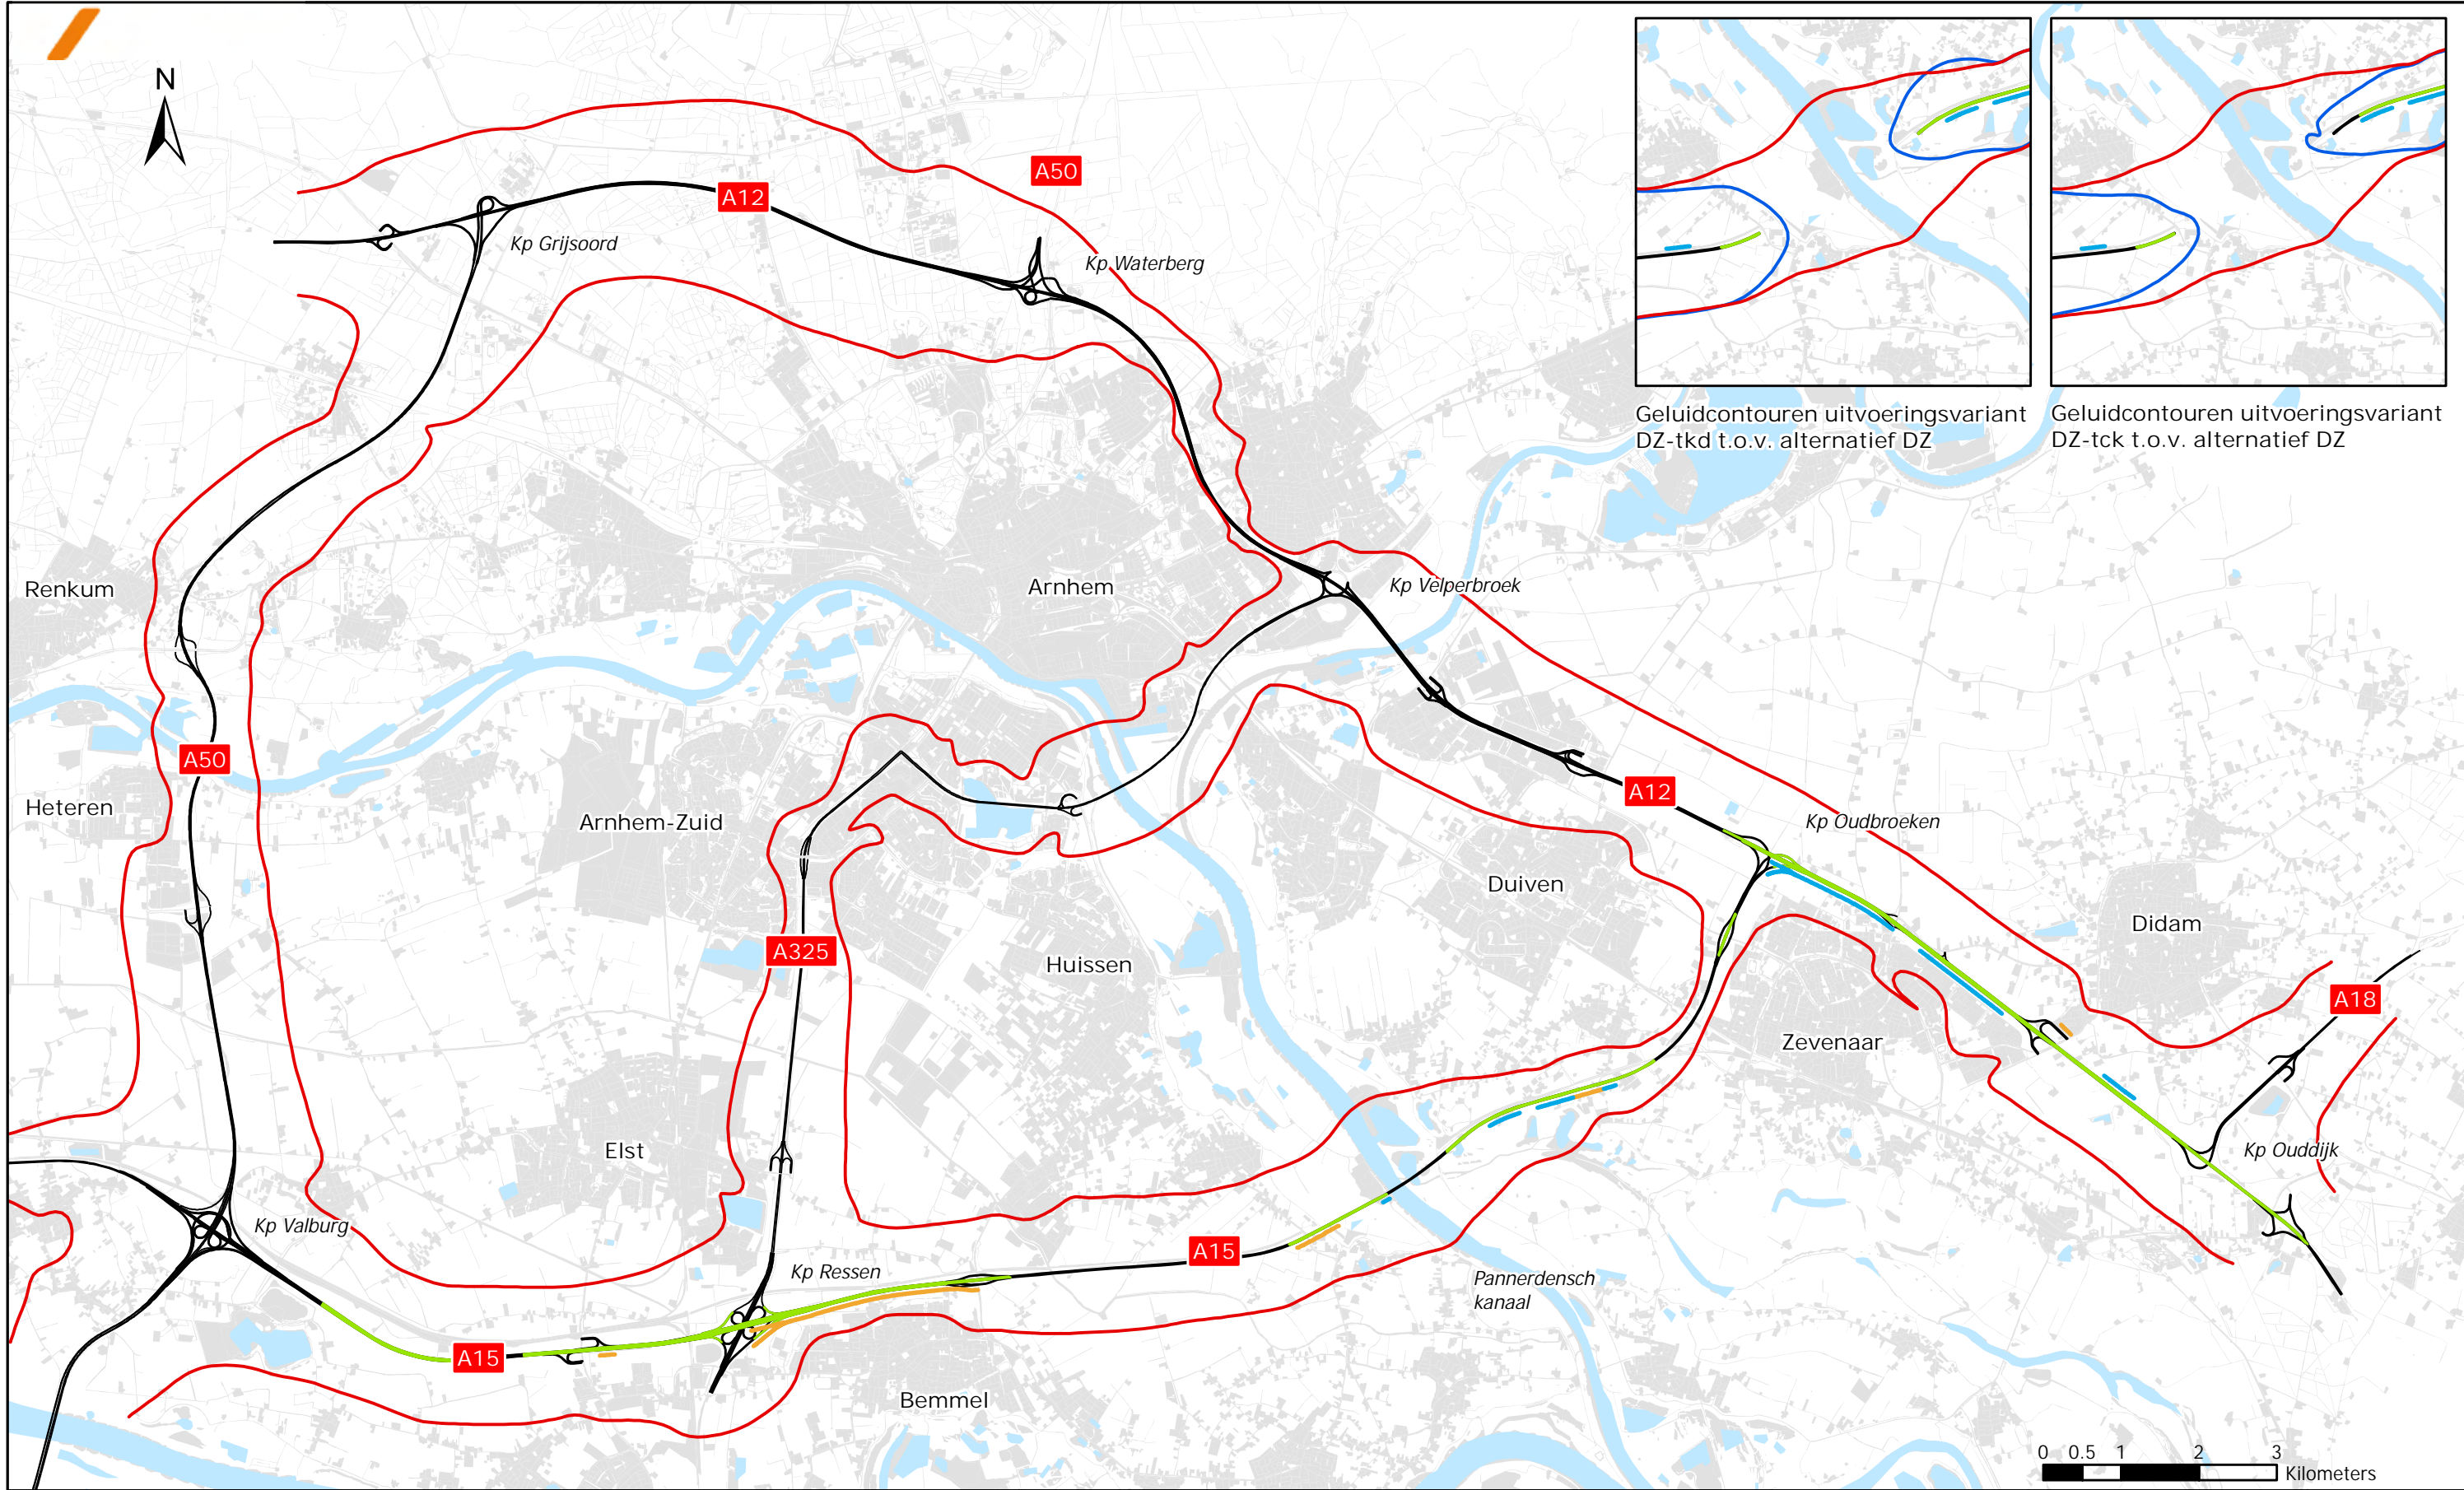 N
A50
A12
Kp Grijsoord
Kp Waterberg
Geluidcontouren uitvoeringsvariant
DZ-tkd t.o.v. alternatief DZ
Geluidcontouren uitvoeringsvariant
DZ-tck t.o.v. alternatief DZ
Renkum
Arnhem
Kp Velperbroek
A50
Heteren
Arnhem-Zuid
A12
Kp Oudbroeken
Duiven
Didam
A325
Huissen
A18
Zevenaar
Elst
Kp Ouddijk
Kp Valburg
A15
Kp Ressen
Pannerdensch
kanaal
A15
Bemmel
0 0.5 1 2 3
Kilometers